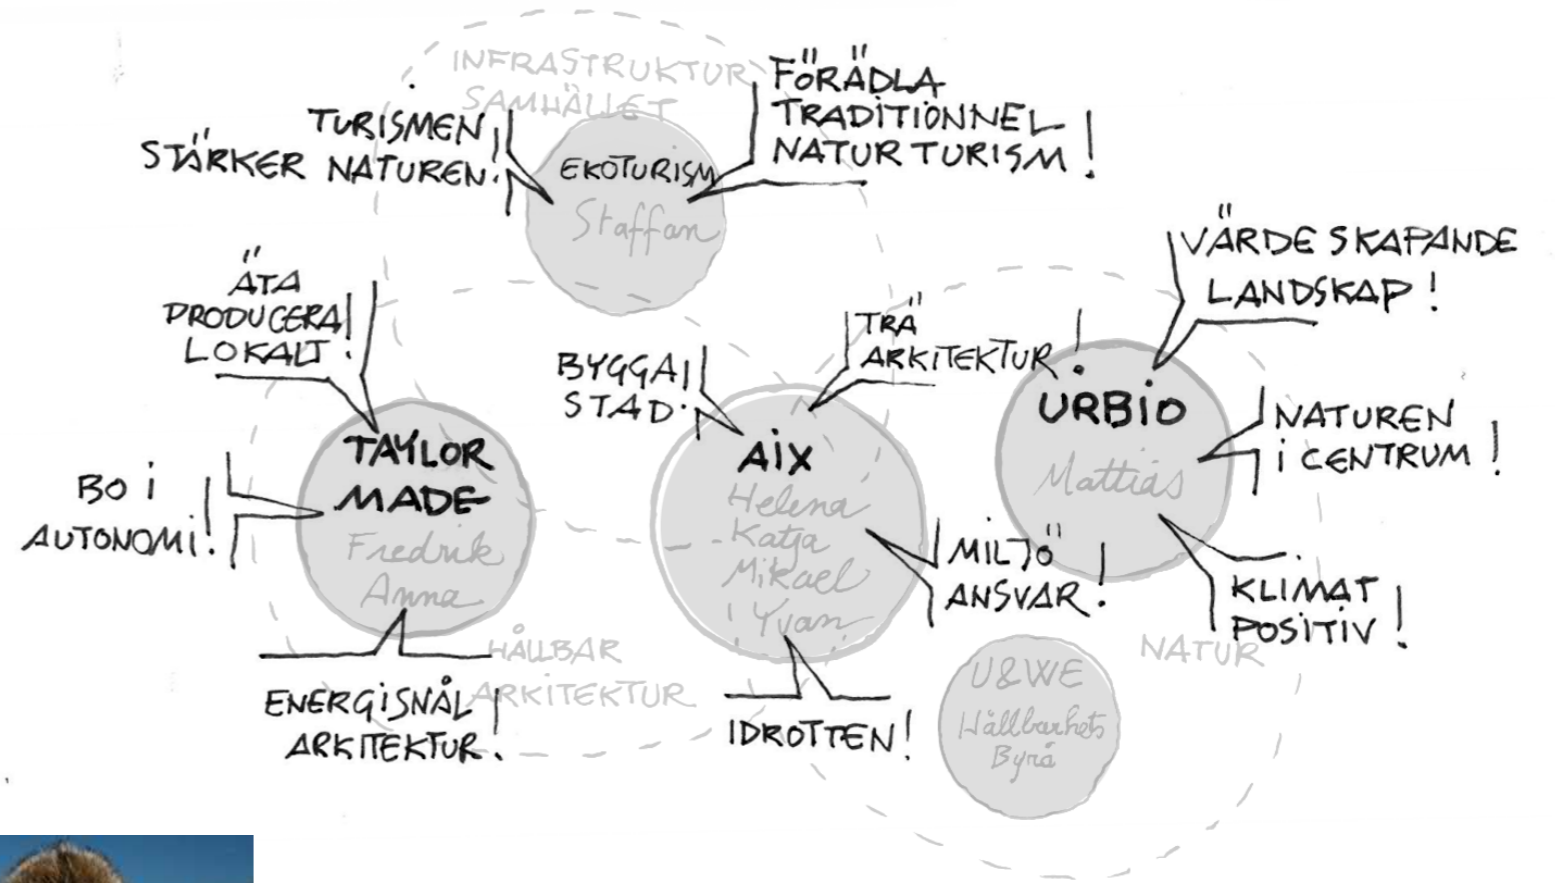 INFRASTRUKTUR
SAMHÄLLET
TURISMEN
STÄRKER NATUREN!
FÖRÄDLA
TRADITIONNEL
NATUR TURISM!
EKOTURISM
Staffan
ÄTA
PRODUCERA
LOKALT!
BO i
AUTONOMI!
TAYLOR
MADE
Fredrik
Anna
ENERGISNÅL
ARKITEKTUR!
HÅLLBAR
ARKITEKTUR
BYGGA
STAD!
TRÄ
ARKITEKTUR!
AIX
Helena
Katja
Mikael
Yvan
MILJÖ
ANSVAR!
IDROTTEN!
VÄRDE SKAPANDE
LANDSKAP!
URBIO
Mattias
NATUREN
i CENTRUM!
KLIMAT
POSITIV!
NATUR
U&WE
Hållbarhets
Byrå